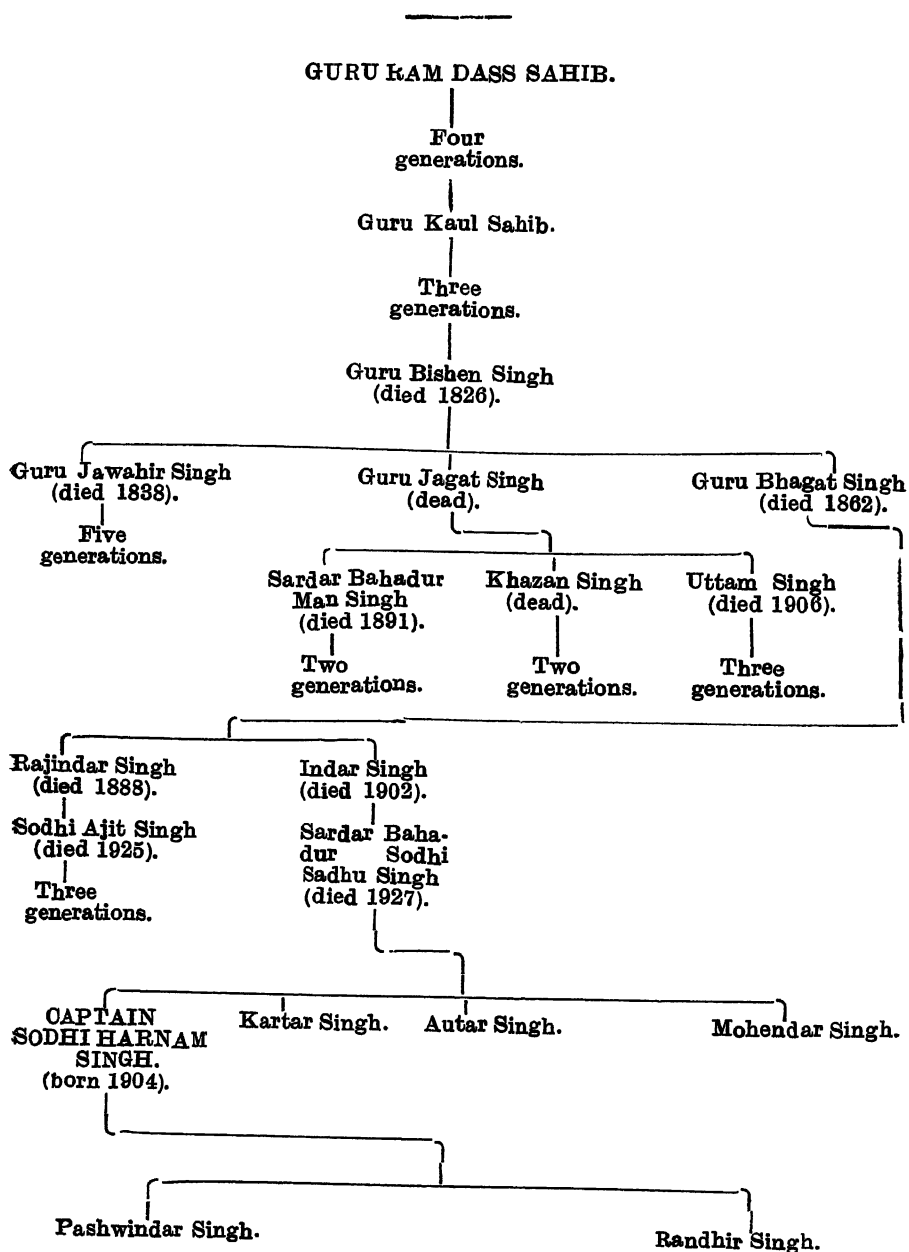 GURU RAM DASS SAHIB.
Four
generations.
Guru Kaul Sahib.
Three
generations.
Guru Bishen Singh
(died 1826).
Guru Jawahir Singh
(died 1838).
Five
generations.
Guru Jagat Singh
(dead).
Guru Bhagat Singh
(died 1862).
Sardar Bahadur
Man Singh
(died 1891).
Two
generations.
Khazan Singh
(dead).
Two
generations.
Uttam Singh
(died 1906).
Three
generations.
Rajindar Singh
(died 1888).
Sodhi Ajit Singh
(died 1925).
Three
generations.
Indar Singh
(died 1902).
Sardar Baha-
dur Sodhi
Sadhu Singh
(died 1927).
CAPTAIN
SODHI HARNAM
SINGH.
(born 1904).
Kartar Singh.
Autar Singh.
Mohendar Singh.
Pashwindar Singh.
Randhir Singh.